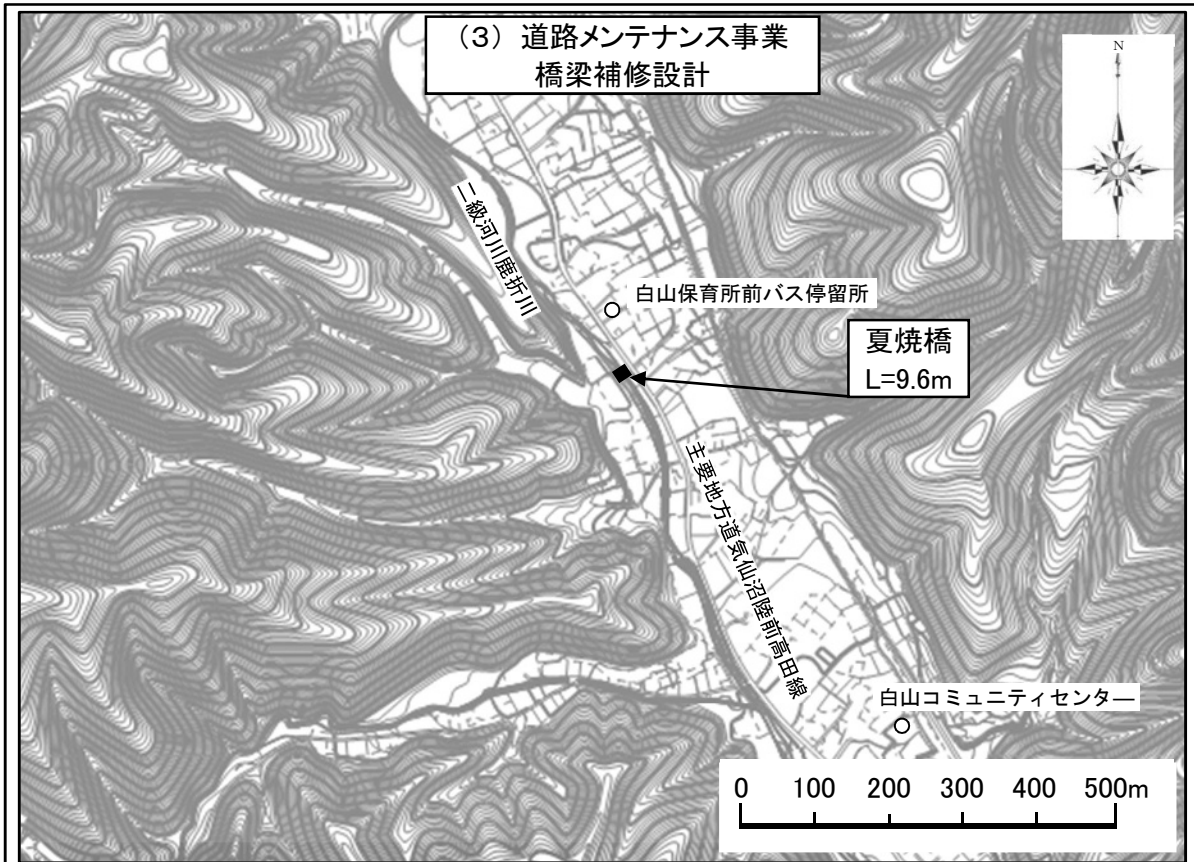 （3）道路メンテナンス事業
橋梁補修設計
N
二級河川鹿折川
白山保育所前バス停留所
夏焼橋
L=9.6m
主要地方道気仙沼陸前高田線
白山コミュニティセンター
0 100 200 300 400 500m